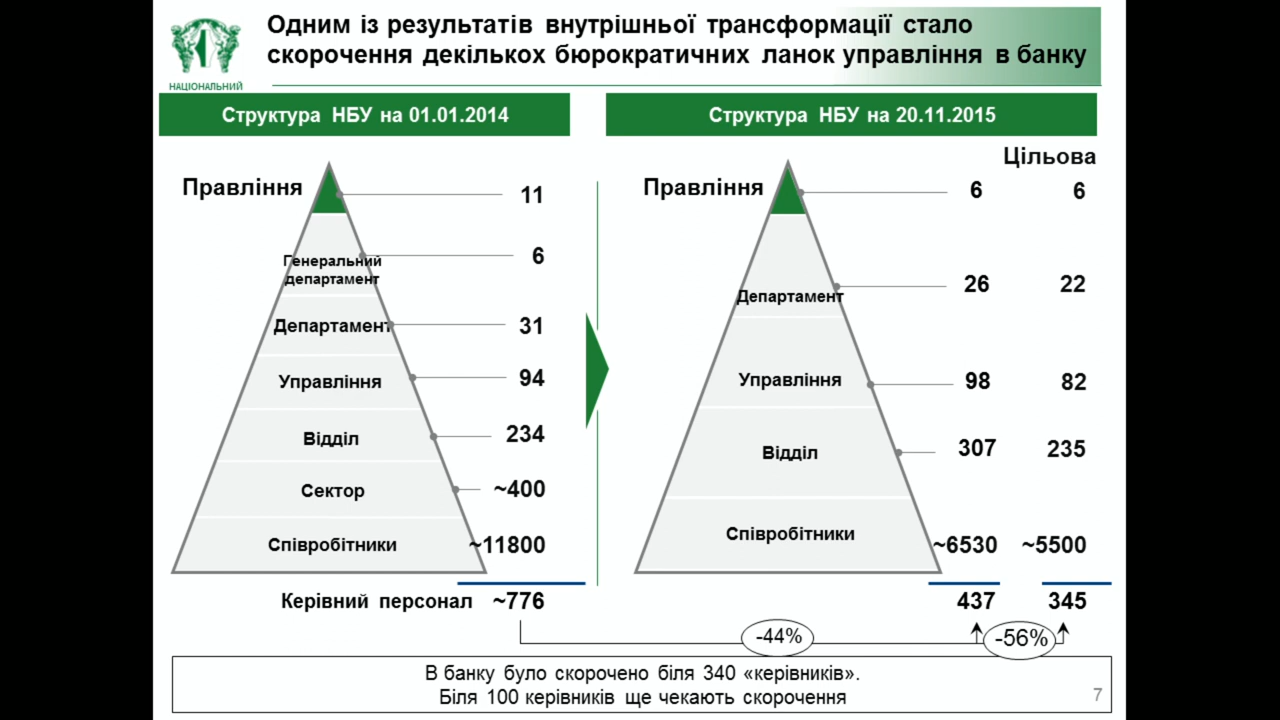 Одним із результатів внутрішньої трансформації стало
скорочення декількох бюрократичних ланок управління в банку
НАЦІОНАЛЬНИЙ
Структура НБУ на 01.01.2014
Правління 11
Генеральний
департамент 6
Департамент 31
Управління 94
Відділ 234
Сектор ~400
Співробітники ~11800
Керівний персонал ~776
Структура НБУ на 20.11.2015
Цільова
Правління 6 6
Департамент 26 22
Управління 98 82
Відділ 307 235
Співробітники ~6530 ~5500
437 345
-44% -56%
В банку було скорочено біля 340 «керівників».
Біля 100 керівників ще чекають скорочення
7